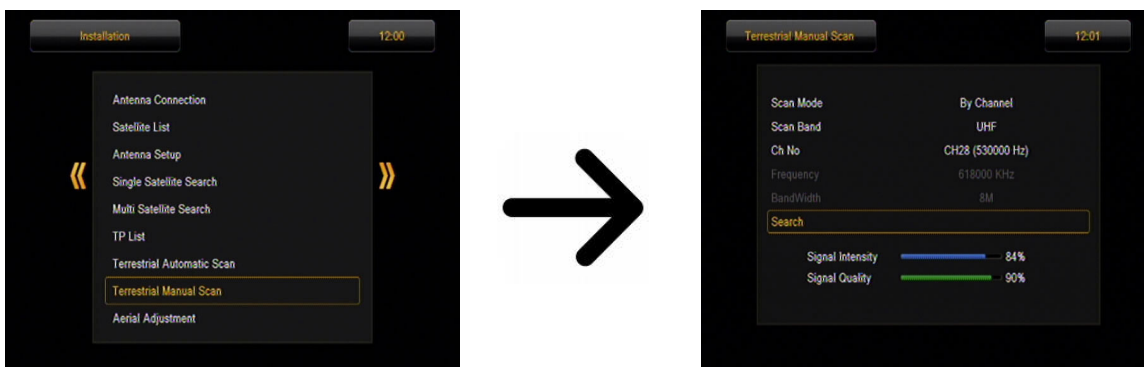 Installation
12:00
Antenna Connection
Satellite List
Antenna Setup
Single Satellite Search
Multi Satellite Search
TP List
Terrestrial Automatic Scan
Terrestrial Manual Scan
Aerial Adjustment
Terrestrial Manual Scan
12:01
Scan Mode By Channel
Scan Band UHF
Ch No CH28 (530000 Hz)
Frequency 618000 KHz
BandWidth 8M
Search
Signal Intensity 84%
Signal Quality 90%